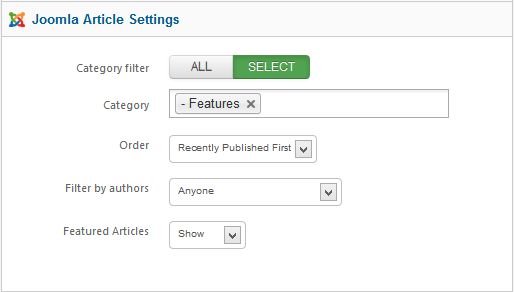 Joomla Article Settings
Category filter ALL SELECT
Category - Features ×
Order Recently Published First
Filter by authors Anyone
Featured Articles Show